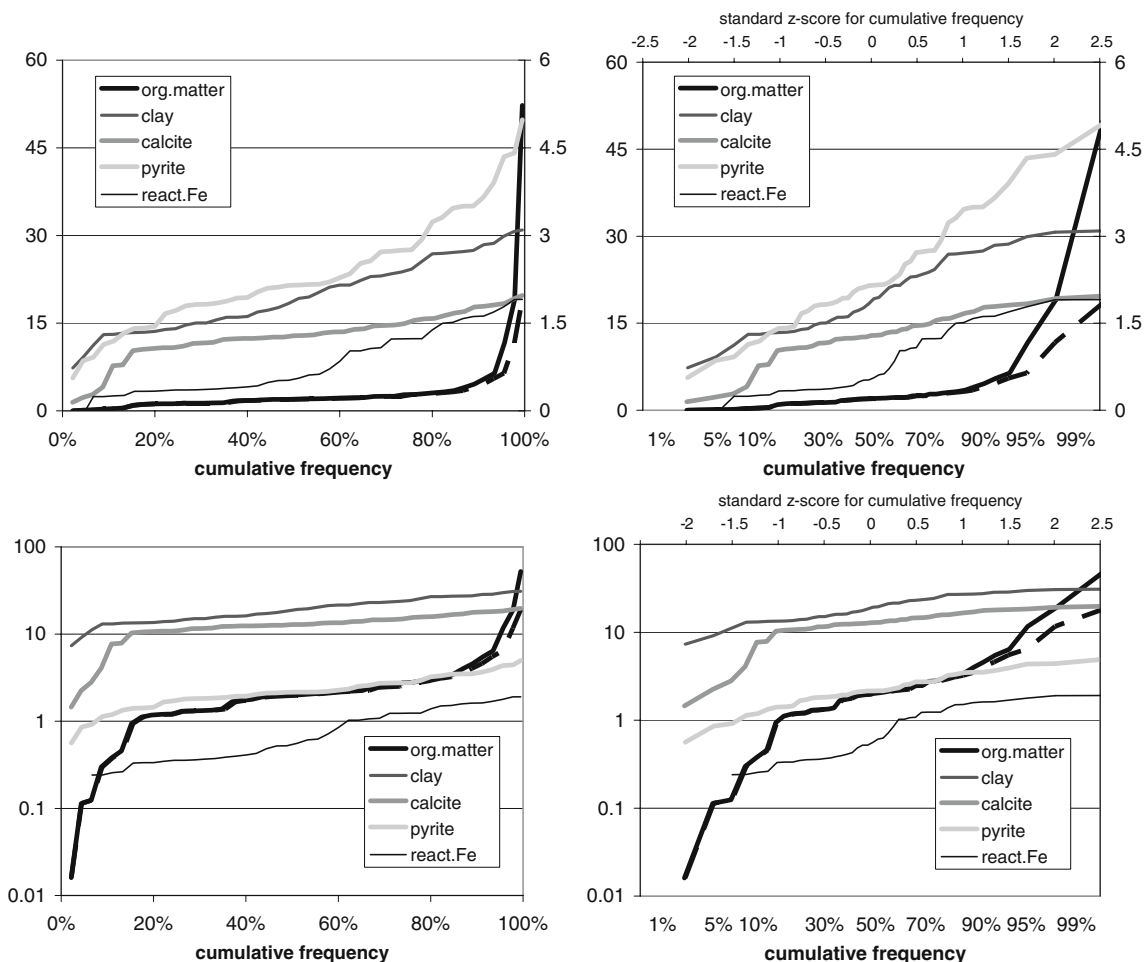 standard z-score for cumulative frequency
-2.5 -2 -1.5 -1 -0.5 0 0.5 1 1.5 2 2.5
60 6 60 6
org.matter
clay
calcite
pyrite
react.Fe
org.matter
clay
calcite
pyrite
react.Fe
45 4.5 45 4.5
30 3 30 3
15 1.5 15 1.5
0 0 0 0
0% 20% 40% 60% 80% 100%
cumulative frequency
1% 5% 10% 30% 50% 70% 90% 95% 99%
cumulative frequency
standard z-score for cumulative frequency
-2 -1.5 -1 -0.5 0 0.5 1 1.5 2 2.5
100 100
10 10
1 1
0.1 0.1
0.01 0.01
org.matter
clay
calcite
pyrite
react.Fe
org.matter
clay
calcite
pyrite
react.Fe
0% 20% 40% 60% 80% 100%
cumulative frequency
1% 5% 10% 30% 50% 70% 90% 95% 99%
cumulative frequency